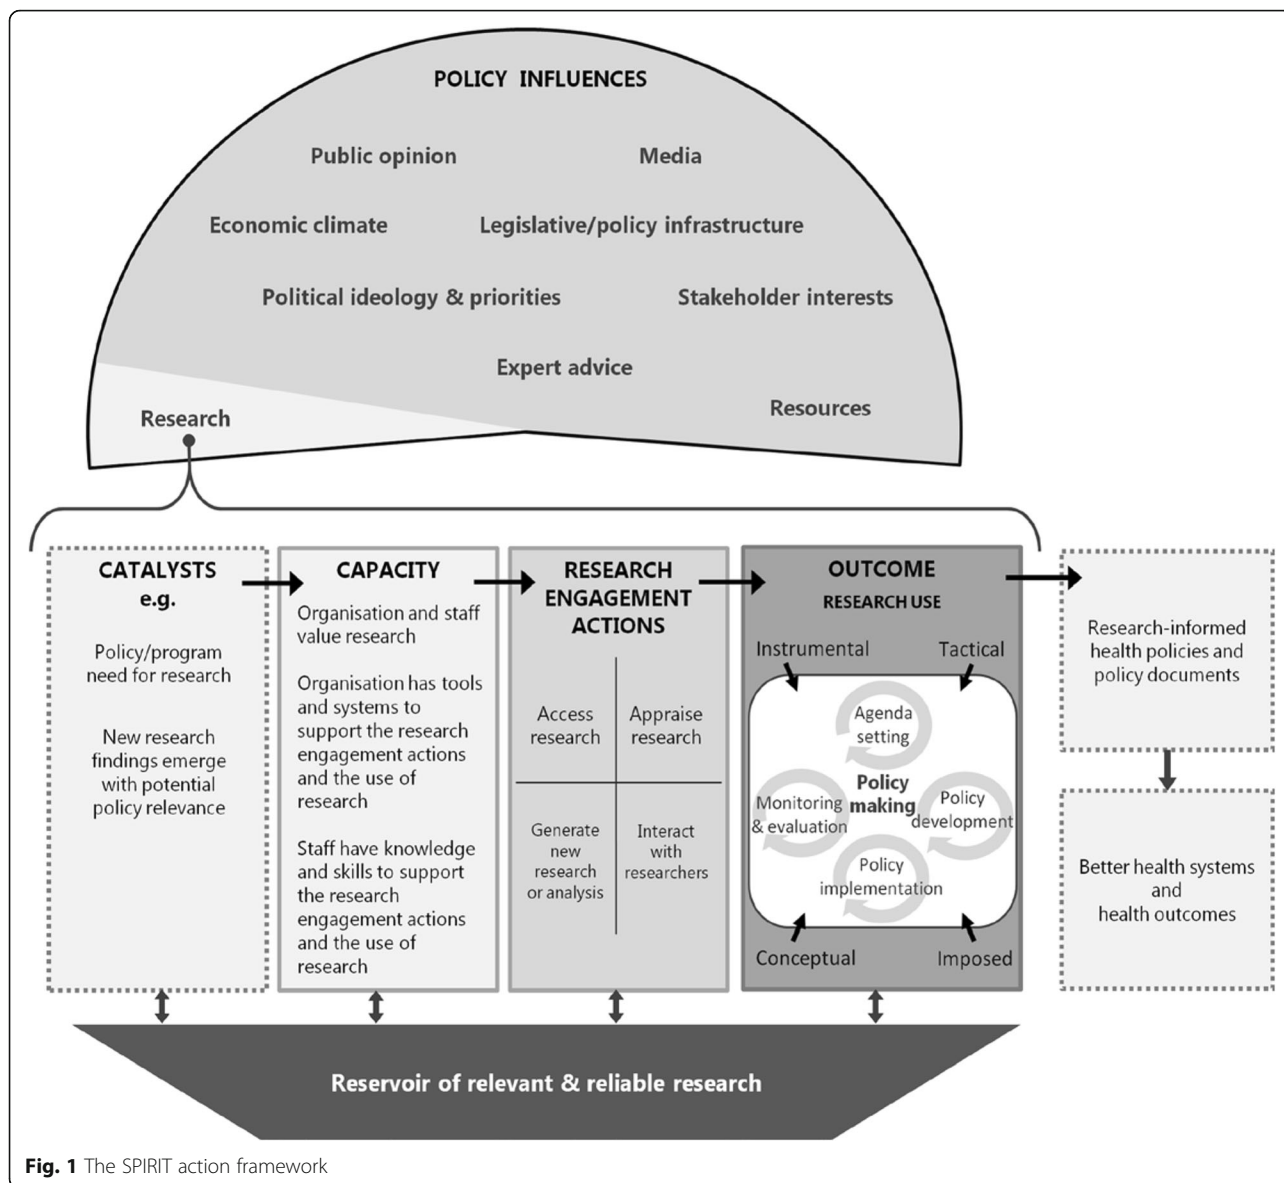 POLICY INFLUENCES
Public opinion
Media
Economic climate
Legislative/policy infrastructure
Political ideology & priorities
Stakeholder interests
Expert advice
Resources
Research
CATALYSTS
e.g.
Policy/program
need for research
New research
findings emerge
with potential
policy relevance
CAPACITY
Organisation and staff
value research
Organisation has tools
and systems to
support the research
engagement actions
and the use of
research
Staff have knowledge
and skills to support
the research
engagement actions
and the use of
research
RESEARCH
ENGAGEMENT
ACTIONS
Access
research
Appraise
research
Generate
new
research
or analysis
Interact
with
researchers
OUTCOME
RESEARCH USE
Instrumental
Tactical
Agenda
setting
Policy
making
Monitoring
& evaluation
Policy
development
Policy
implementation
Conceptual
Imposed
Research-informed
health policies and
policy documents
Better health systems
and
health outcomes
Reservoir of relevant & reliable research
Fig. 1 The SPIRIT action framework